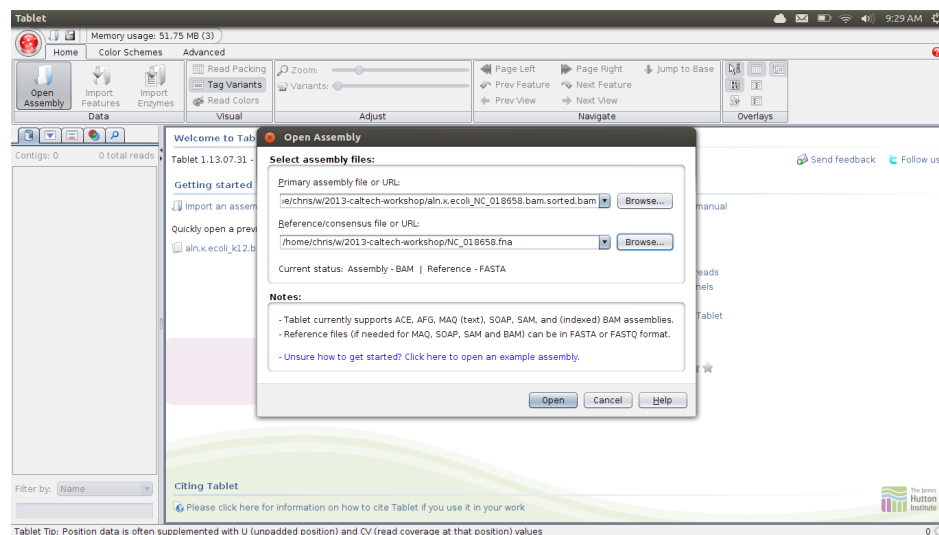 Tablet
9:29 AM
Memory usage: 51.75 MB (3)
Home Color Schemes Advanced
Open Assembly
Import Features
Import Enzymes
Data
Read Packing
Tag Variants
Read Colors
Visual
Zoom:
Variants:
Adjust
Page Left Page Right Jump to Base
Prev Feature Next Feature
Prev View Next View
Navigate
Overlays
Contigs: 0 0 total reads
Filter by: Name
Welcome to Tab
Tablet 1.13.07.31 -
Send feedback Follow us
Getting started
Import an assem
manual
Quickly open a previ
aln.x.ecoli_k12.b
eads
nels
Tablet
Open Assembly
Select assembly files:
Primary assembly file or URL:
e/chris/w/2013-caltech-workshop/aln.x.ecoli_NC_018658.bam.sorted.bam Browse...
Reference/consensus file or URL:
/home/chris/w/2013-caltech-workshop/NC_018658.fna Browse...
Current status: Assembly - BAM | Reference - FASTA
Notes:
- Tablet currently supports ACE, AFG, MAQ (text), SOAP, SAM, and (indexed) BAM assemblies.
- Reference files (if needed for MAQ, SOAP, SAM and BAM) can be in FASTA or FASTQ format.
- Unsure how to get started? Click here to open an example assembly.
Open Cancel Help
Citing Tablet
Please click here for information on how to cite Tablet if you use it in your work
The James
Hutton
Institute
Tablet Tip: Position data is often supplemented with U (unpadded position) and CV (read coverage at that position) values
0